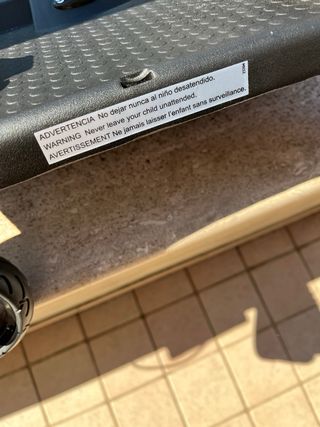 ADVERTENCIA No dejar nunca al niño desatendido.
WARNING Never leave your child unattended.
AVERTISSEMENT Ne jamais laisser l'enfant sans surveillance.